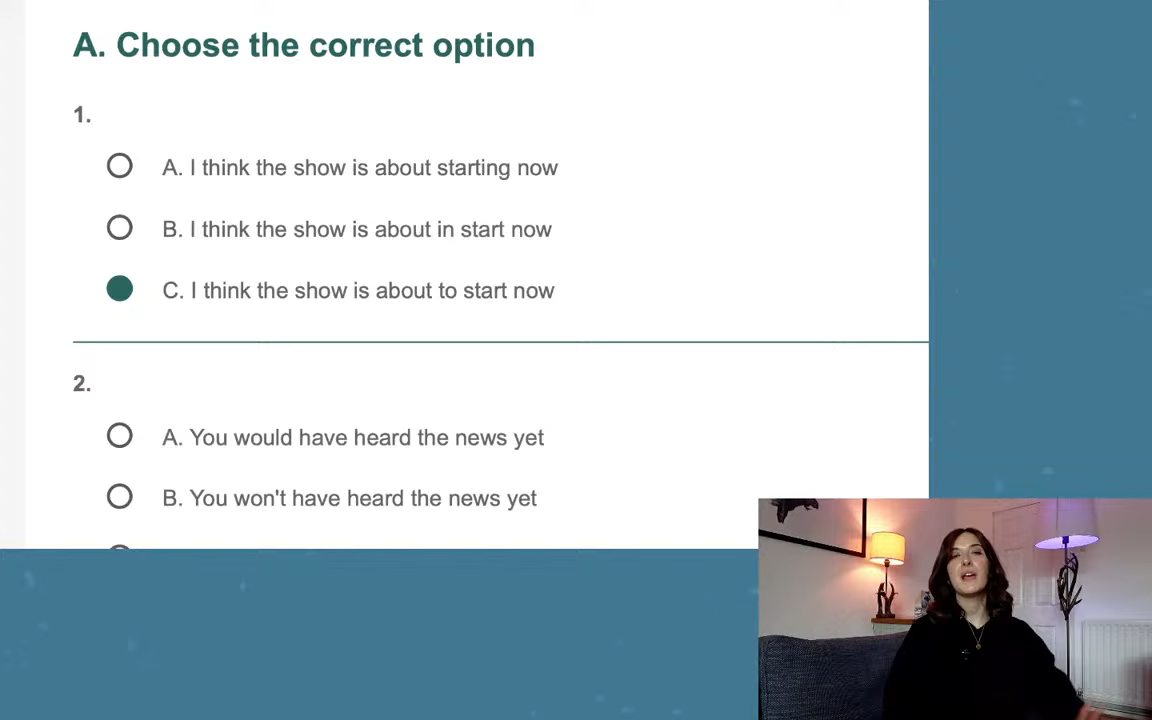 A. Choose the correct option
1.
A. I think the show is about starting now
B. I think the show is about in start now
C. I think the show is about to start now
2.
A. You would have heard the news yet
B. You won't have heard the news yet